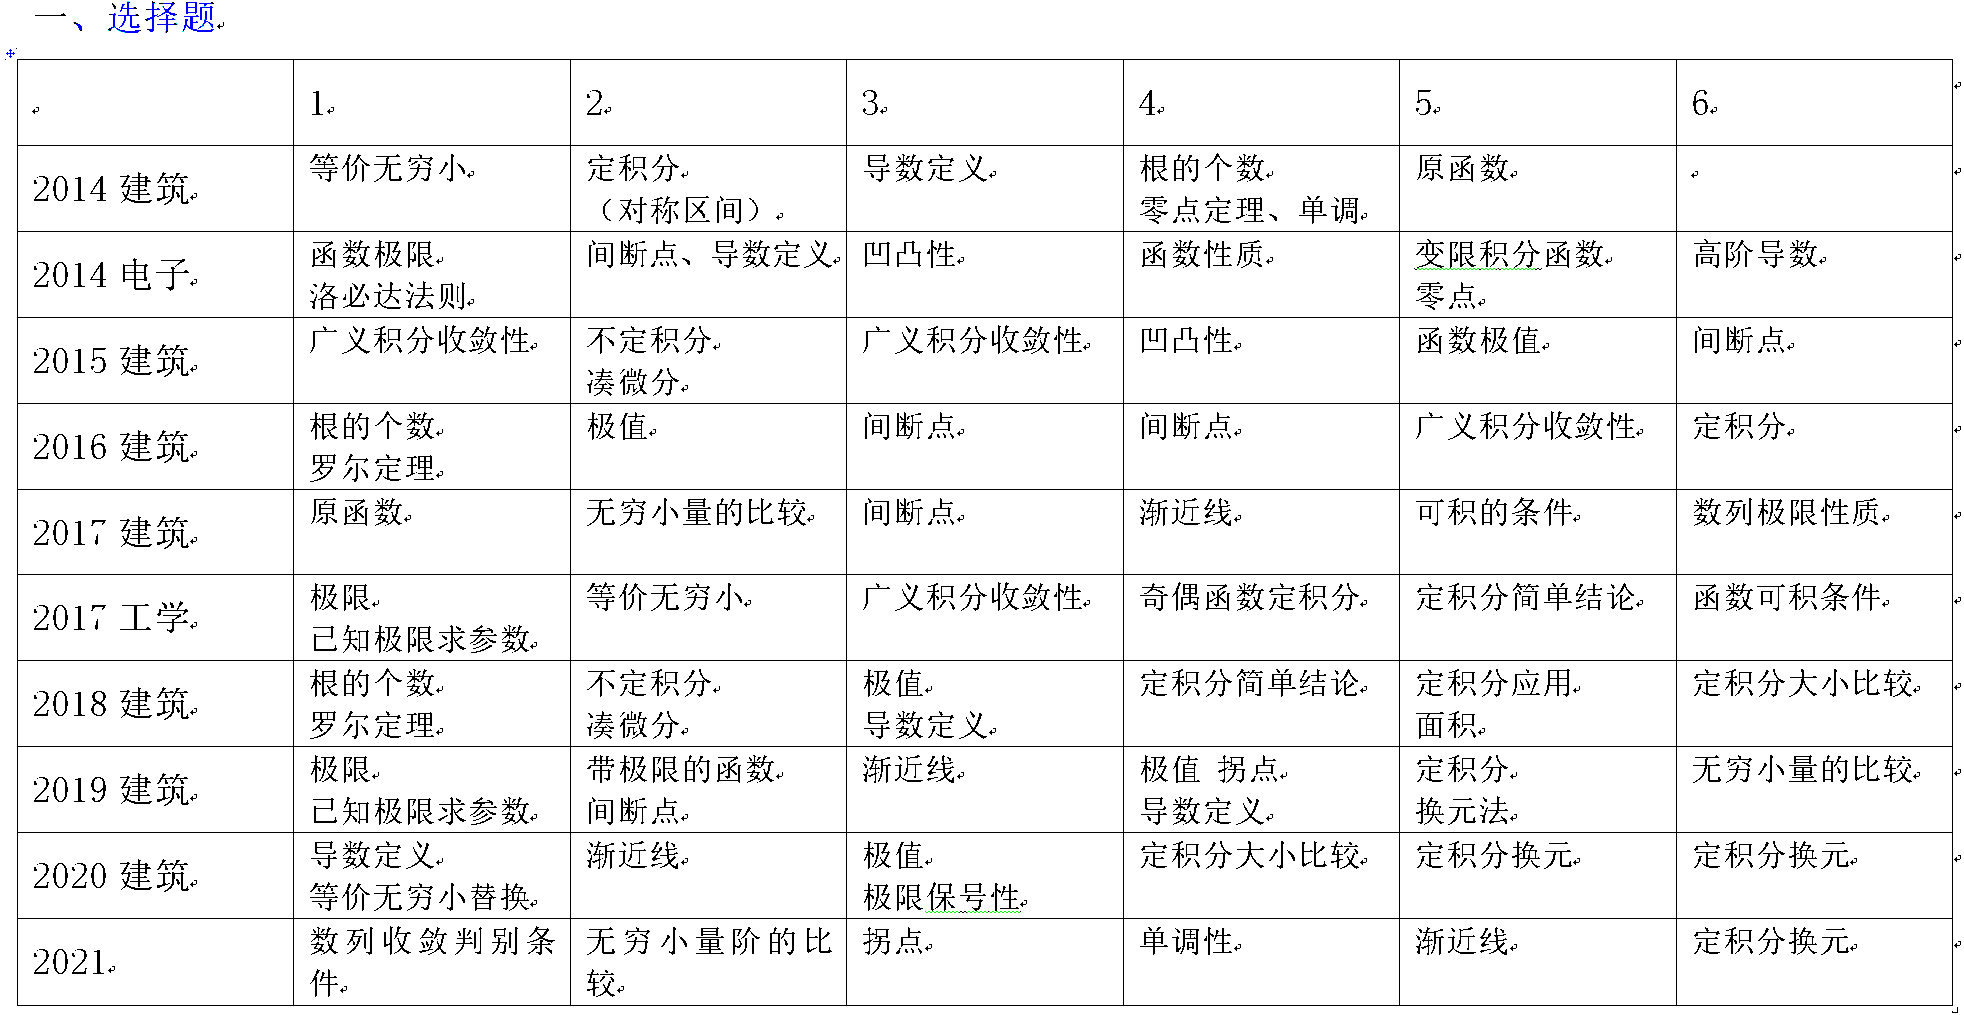 一、选择题
1 2 3 4 5 6
2014 建筑
等价无穷小
定积分
（对称区间）
导数定义
根的个数
零点定理、单调
原函数
2014 电子
函数极限
洛必达法则
间断点、导数定义
凹凸性
函数性质
变限积分函数
零点
高阶导数
2015 建筑
广义积分收敛性
不定积分
凑微分
广义积分收敛性
凹凸性
函数极值
间断点
2016 建筑
根的个数
罗尔定理
极值
间断点
间断点
广义积分收敛性
定积分
2017 建筑
原函数
无穷小量的比较
间断点
渐近线
可积的条件
数列极限性质
2017 工学
极限
已知极限求参数
等价无穷小
广义积分收敛性
奇偶函数定积分
定积分简单结论
函数可积条件
2018 建筑
根的个数
罗尔定理
不定积分
凑微分
极值
导数定义
定积分简单结论
定积分应用
面积
定积分大小比较
2019 建筑
极限
已知极限求参数
带极限的函数
间断点
渐近线
极值 拐点
导数定义
定积分
换元法
无穷小量的比较
2020 建筑
导数定义
等价无穷小替换
渐近线
极值
极限保号性
定积分大小比较
定积分换元
定积分换元
2021
数列收敛判别条
件
无穷小量阶的比
较
拐点
单调性
渐近线
定积分换元